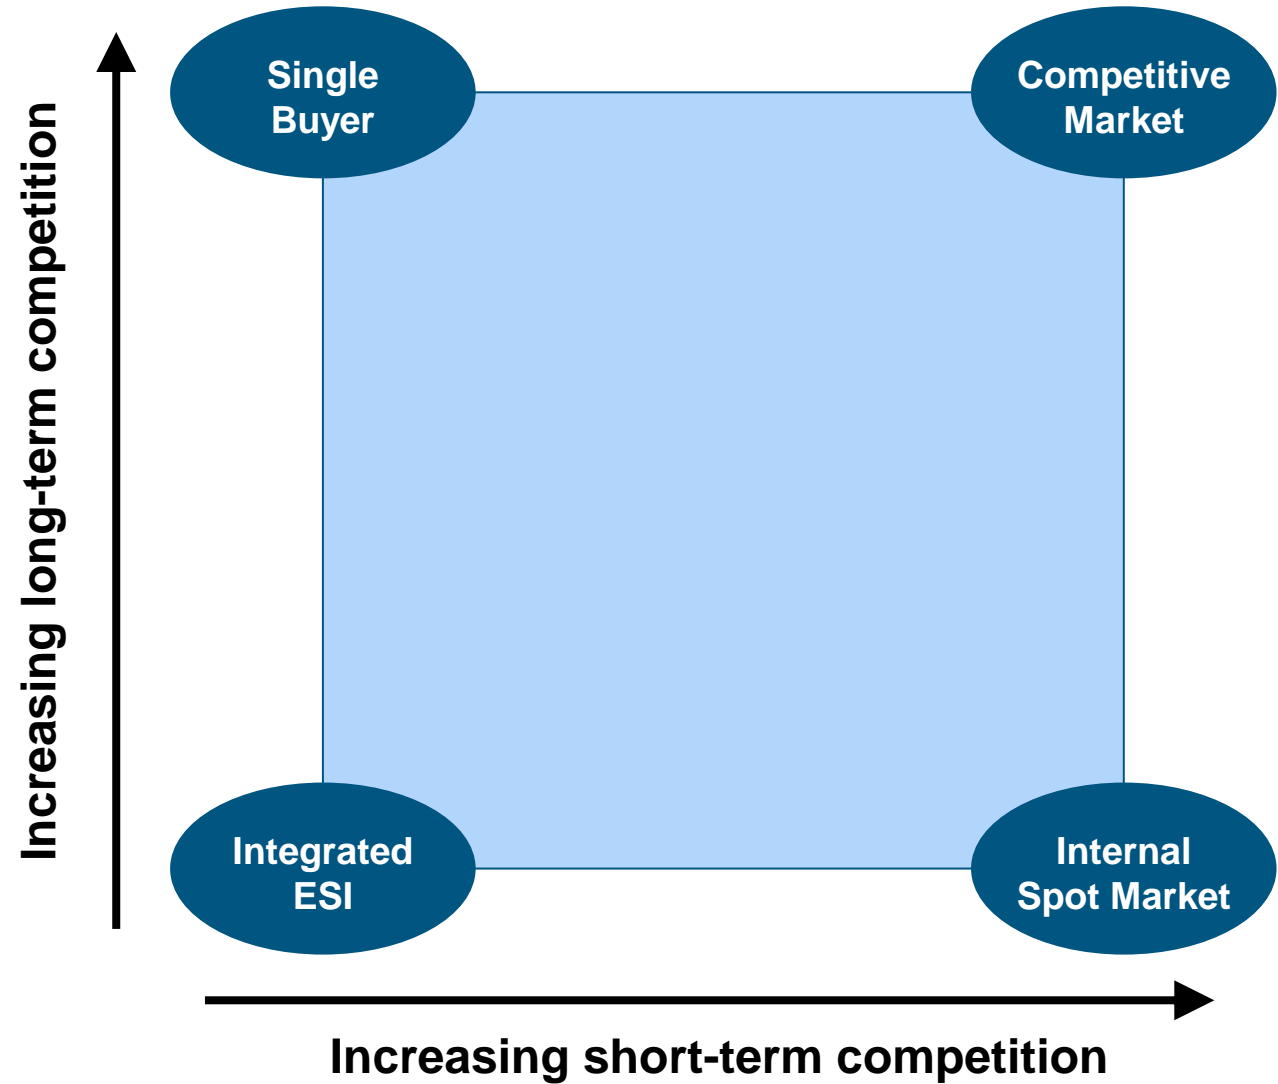 Single
Buyer
Competitive
Market
Increasing long-term competition
Integrated
ESI
Internal
Spot Market
Increasing short-term competition